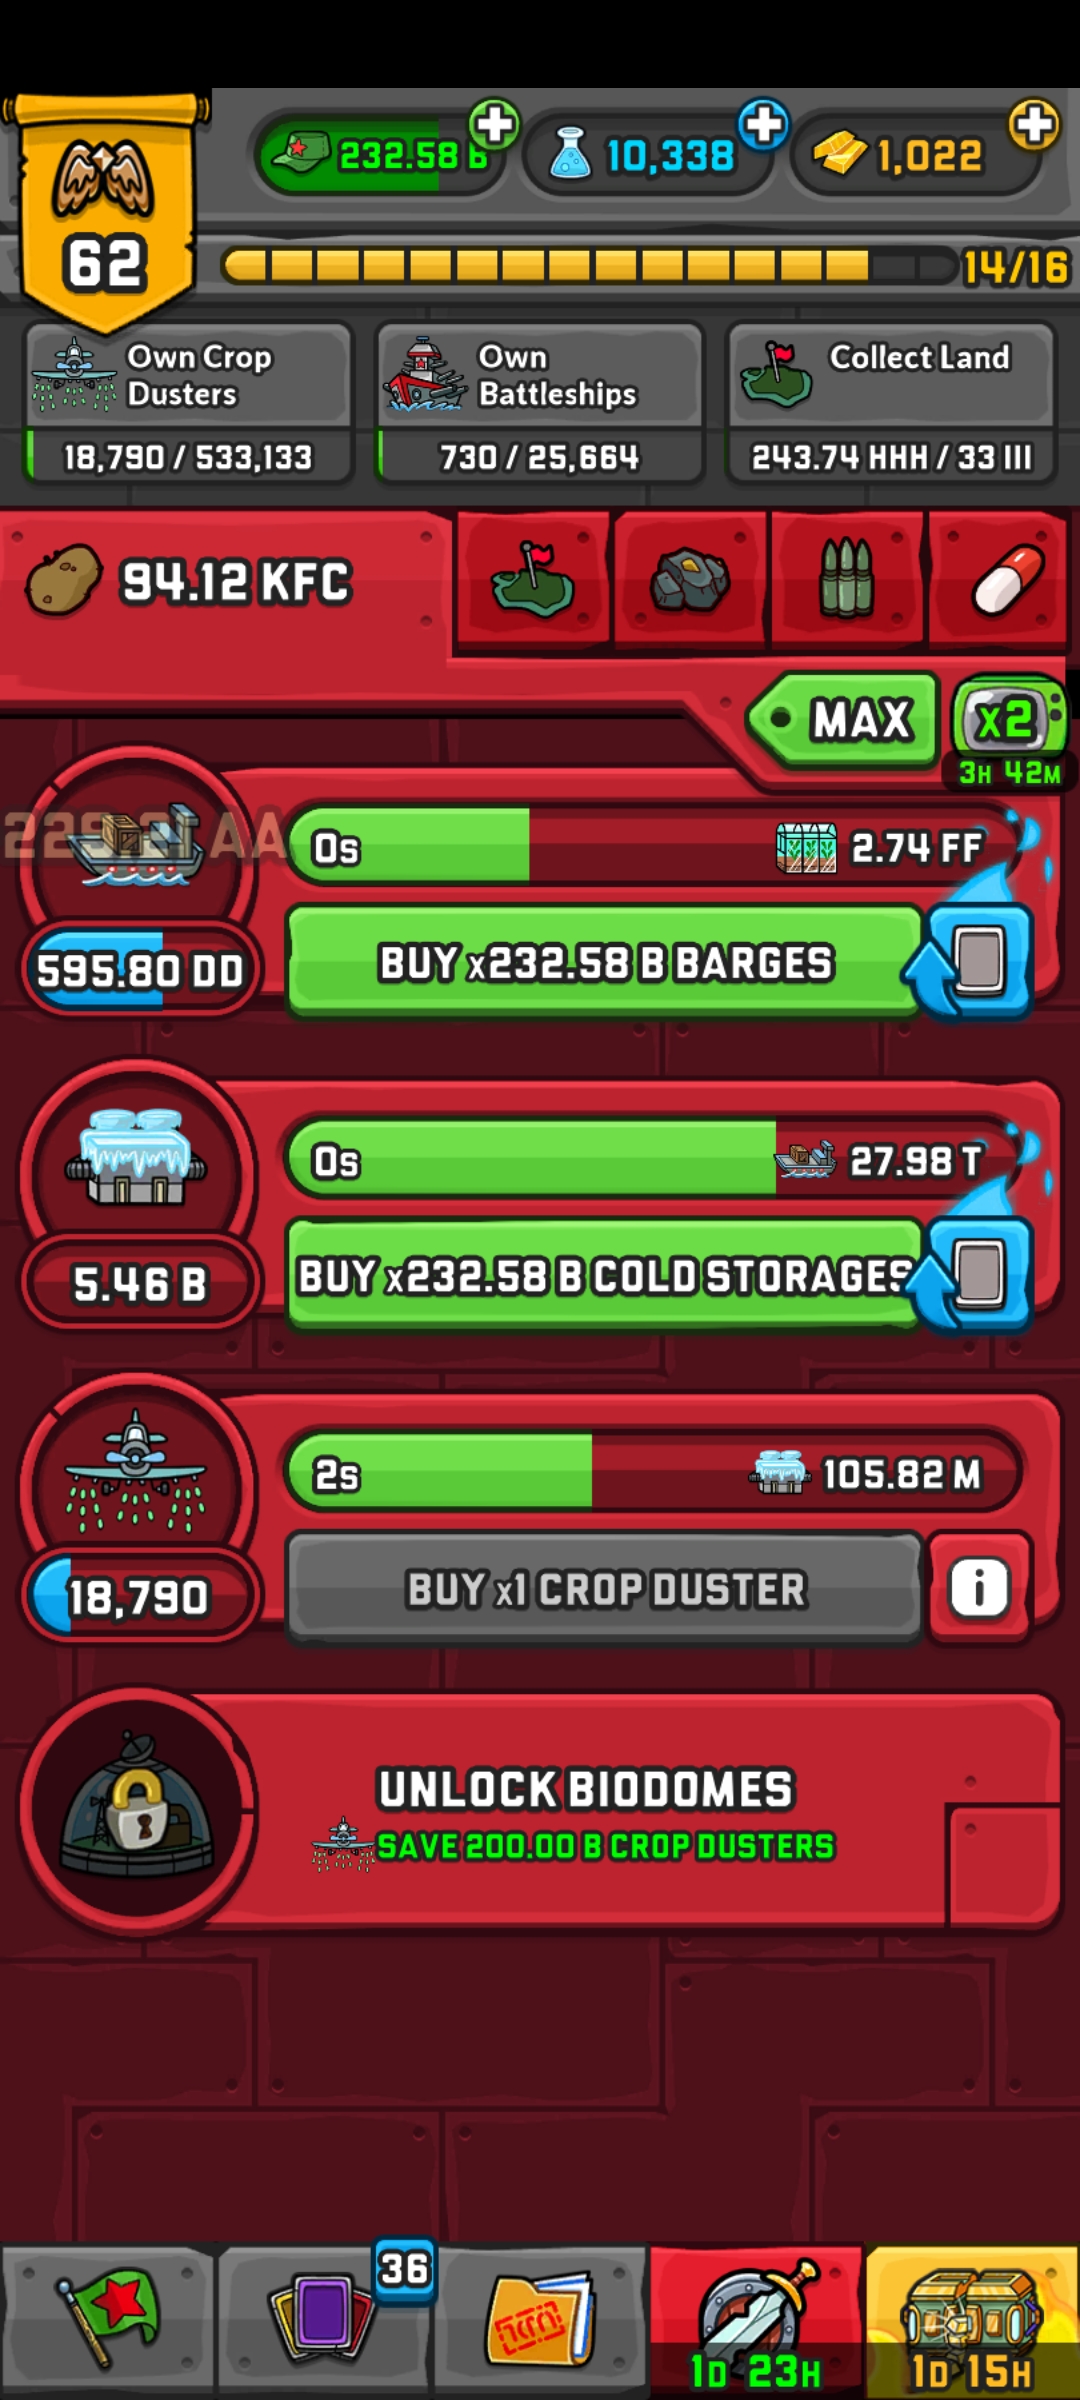 232.58 B
10,338
1,022
62
14/16
Own Crop
Dusters
18,790 / 533,133
Own
Battleships
730 / 25,664
Collect Land
243.74 HHH / 33 III
94.12 KFC
MAX
x2
3H 42M
0s
2.74 FF
595.80 DD
BUY x232.58 B BARGES
0s
27.98 T
5.46 B
BUY x232.58 B COLD STORAGES
2s
105.82 M
18,790
BUY x1 CROP DUSTER
i
UNLOCK BIODOMES
SAVE 200.00 B CROP DUSTERS
36
1D 23H
1D 15H